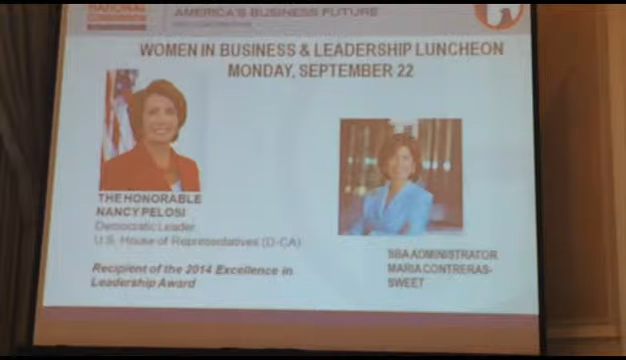 NATIONAL
AMERICA'S BUSINESS FUTURE
WOMEN IN BUSINESS & LEADERSHIP LUNCHEON
MONDAY, SEPTEMBER 22
THE HONORABLE
NANCY PELOSI
Democratic Leader
U.S. House of Representatives (D-CA)
Recipient of the 2014 Excellence in
Leadership Award
SBA ADMINISTRATOR
MARIA CONTRERAS-
SWEET